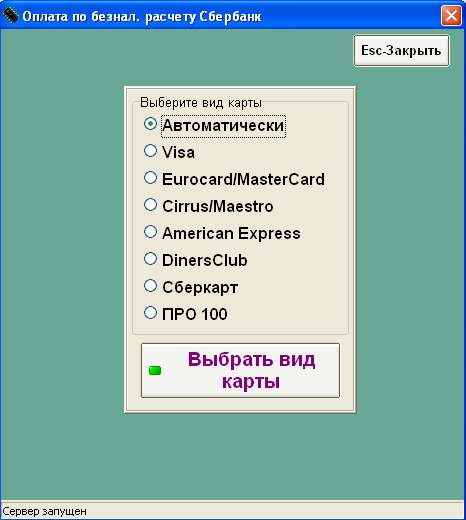 Оплата по безнал. расчету Сбербанк
Esc-Закрыть
Выберите вид карты
Автоматически
Visa
Eurocard/MasterCard
Cirrus/Maestro
American Express
DinersClub
Сберкарт
ПРО 100
Выбрать вид
карты
Сервер запущен